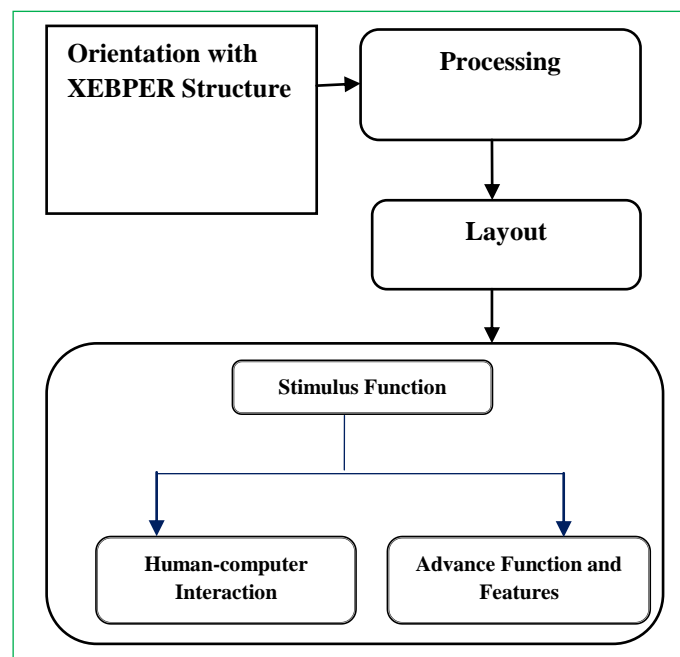 Orientation with
XEBPER Structure
Processing
Layout
Stimulus Function
Human-computer
Interaction
Advance Function and
Features